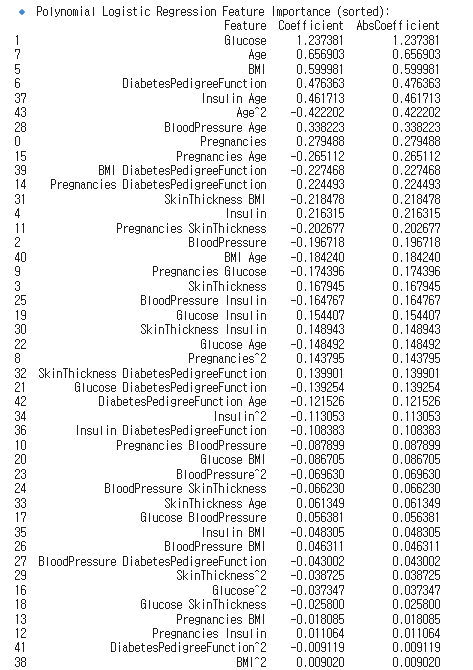 🔹 Polynomial Logistic Regression Feature Importance (sorted):
Feature Coefficient AbsCoefficient
1 Glucose 1.237381 1.237381
7 Age 0.656903 0.656903
5 BMI 0.599981 0.599981
6 DiabetesPedigreeFunction 0.476363 0.476363
37 Insulin Age 0.461713 0.461713
43 Age^2 -0.422202 0.422202
28 BloodPressure Age 0.338223 0.338223
0 Pregnancies 0.279488 0.279488
15 Pregnancies Age -0.265112 0.265112
39 BMI DiabetesPedigreeFunction -0.227468 0.227468
14 Pregnancies DiabetesPedigreeFunction 0.224493 0.224493
31 SkinThickness BMI -0.218478 0.218478
4 Insulin 0.216315 0.216315
11 Pregnancies SkinThickness -0.202677 0.202677
2 BloodPressure -0.196718 0.196718
40 BMI Age -0.184240 0.184240
9 Pregnancies Glucose -0.174396 0.174396
3 SkinThickness 0.167945 0.167945
25 BloodPressure Insulin -0.164767 0.164767
19 Glucose Insulin 0.154407 0.154407
30 SkinThickness Insulin 0.148943 0.148943
22 Glucose Age -0.148492 0.148492
8 Pregnancies^2 0.143795 0.143795
32 SkinThickness DiabetesPedigreeFunction 0.139901 0.139901
21 Glucose DiabetesPedigreeFunction -0.139254 0.139254
42 DiabetesPedigreeFunction Age -0.121526 0.121526
34 Insulin^2 -0.113053 0.113053
36 Insulin DiabetesPedigreeFunction -0.108383 0.108383
10 Pregnancies BloodPressure -0.087899 0.087899
20 Glucose BMI -0.086705 0.086705
23 BloodPressure^2 -0.069630 0.069630
24 BloodPressure SkinThickness -0.066230 0.066230
33 SkinThickness Age 0.061349 0.061349
17 Glucose BloodPressure 0.056381 0.056381
35 Insulin BMI -0.048305 0.048305
26 BloodPressure BMI 0.046311 0.046311
27 BloodPressure DiabetesPedigreeFunction -0.043002 0.043002
29 SkinThickness^2 -0.038725 0.038725
16 Glucose^2 -0.037347 0.037347
18 Glucose SkinThickness -0.025800 0.025800
13 Pregnancies BMI -0.018085 0.018085
12 Pregnancies Insulin 0.011064 0.011064
41 DiabetesPedigreeFunction^2 -0.009119 0.009119
38 BMI^2 0.009020 0.009020